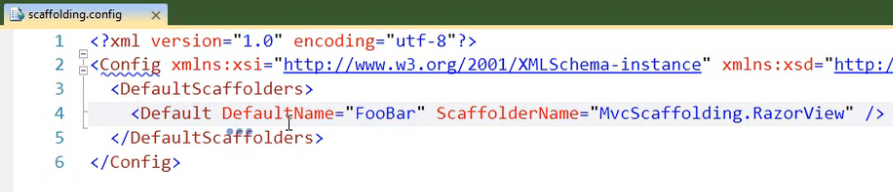 scaffolding.config
1 <?xml version="1.0" encoding="utf-8"?>
2 <Config xmlns:xsi="http://www.w3.org/2001/XMLSchema-instance" xmlns:xsd="http:/
3 <DefaultScaffolders>
4 <Default DefaultName="FooBar" ScaffolderName="MvcScaffolding.RazorView" />
5 </DefaultScaffolders>
6 </Config>